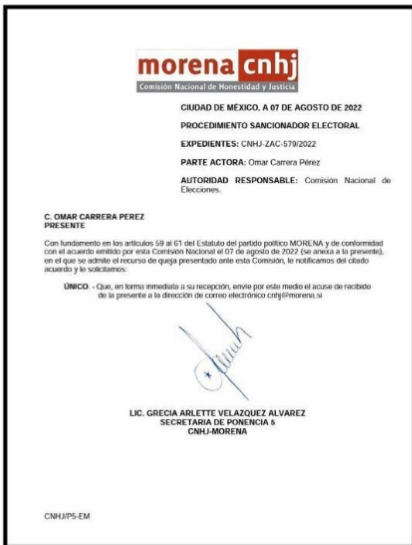 morena cnhj
Comisión Nacional de Honestidad y Justicia
CIUDAD DE MÉXICO, A 07 DE AGOSTO DE 2022
PROCEDIMIENTO SANCIONADOR ELECTORAL
EXPEDIENTES: CNHJ-ZAC-579/2022
PARTE ACTORA: Omar Carrera Pérez
AUTORIDAD RESPONSABLE: Comisión Nacional de
Elecciones.
C. OMAR CARRERA PEREZ
PRESENTE
Con fundamento en los artículos 59 al 61 del Estatuto del partido político MORENA y de conformidad
con el acuerdo emitido por esta Comisión Nacional el 07 de agosto de 2022 (se anexa a la presente),
en el que se admite el recurso de queja presentado ante esta Comisión, le notificamos del citado
acuerdo y le solicitamos:
ÚNICO. - Que, en forma inmediata a su recepción, envíe por este medio el acuse de recibido
de la presente a la dirección de correo electrónico cnhj@morena.si
LIC. GRECIA ARLETTE VELAZQUEZ ALVAREZ
SECRETARIA DE PONENCIA 5
CNHJ-MORENA
CNHJ/P5-EM